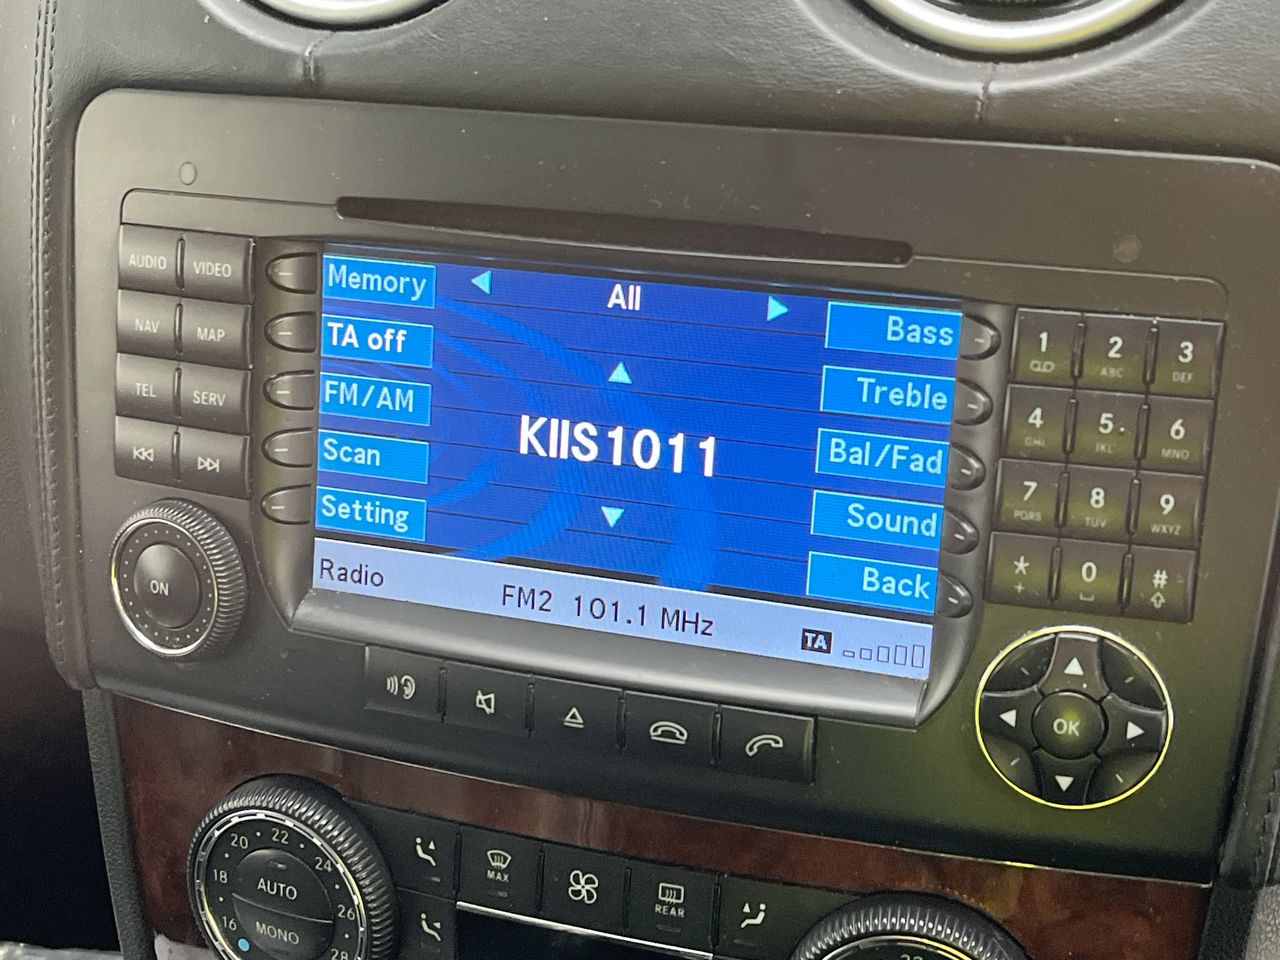 AUDIO VIDEO
NAV MAP
TEL SERV
ON
Memory
TA off
FM/AM
Scan
Setting
All
KIIS1011
Bass
Treble
Bal/Fad
Sound
Back
Radio
FM2 101.1 MHz
TA
1 2 ABC 3 DEF
4 GHI 5 JKL 6 MNO
7 PQRS 8 TUV 9 WXYZ
* + 0 #
OK
16 18 20 22 24 26 28
AUTO
MONO
MAX
REAR
22